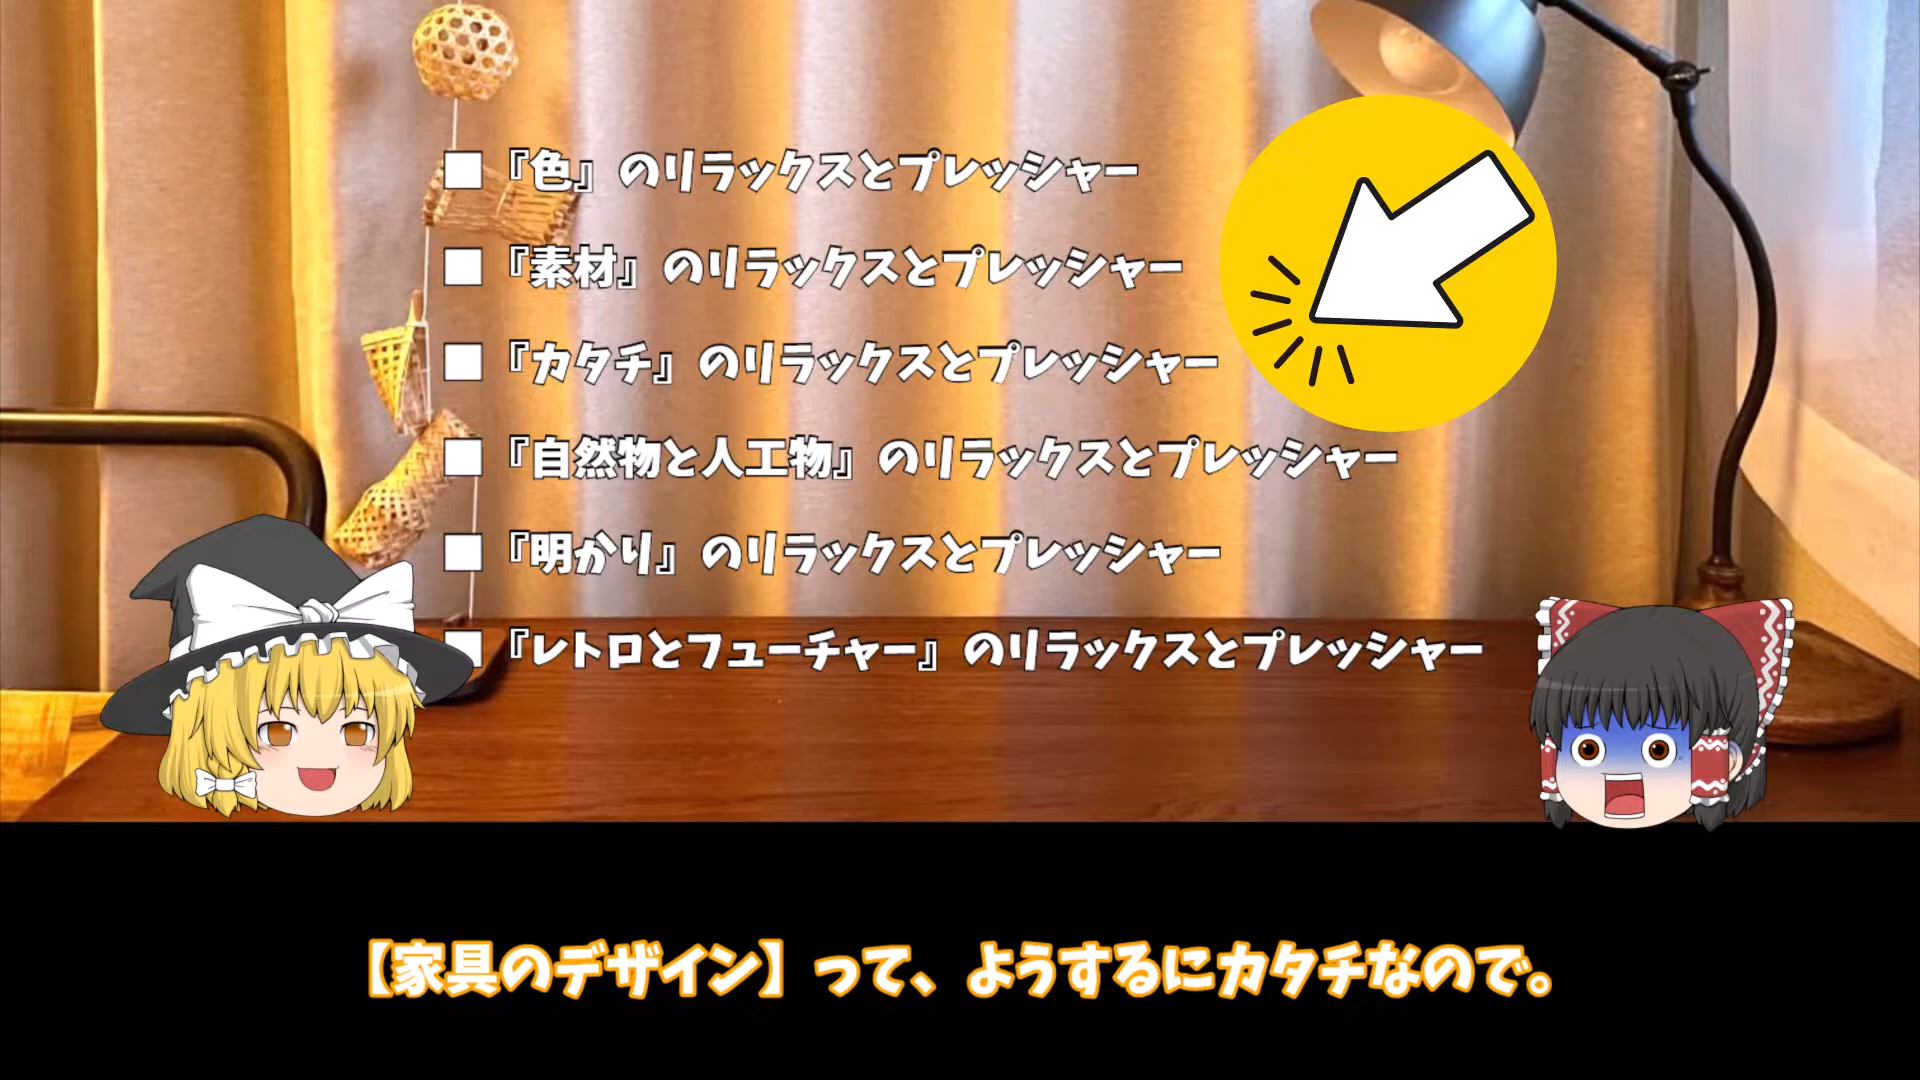 ■『色』のリラックスとプレッシャー
■『素材』のリラックスとプレッシャー
■『カタチ』のリラックスとプレッシャー
■『自然物と人工物』のリラックスとプレッシャー
■『明かり』のリラックスとプレッシャー
■『レトロとフューチャー』のリラックスとプレッシャー
【家具のデザイン】って、ようするにカタチなので。